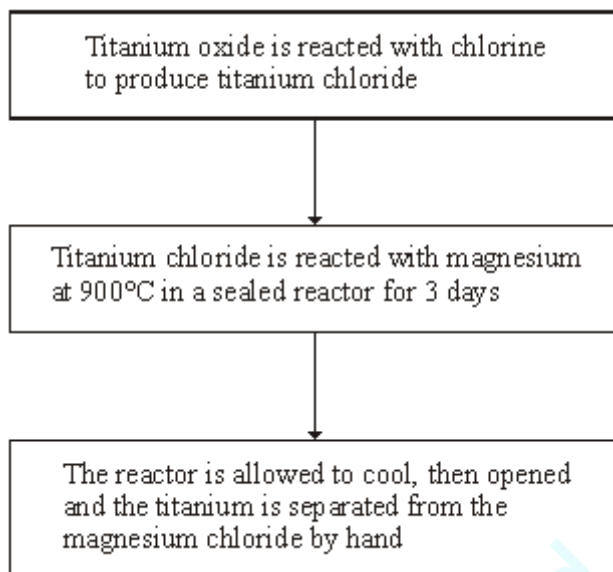 Titanium oxide is reacted with chlorine
to produce titanium chloride
Titanium chloride is reacted with magnesium
at 900°C in a sealed reactor for 3 days
The reactor is allowed to cool, then opened
and the titanium is separated from the
magnesium chloride by hand